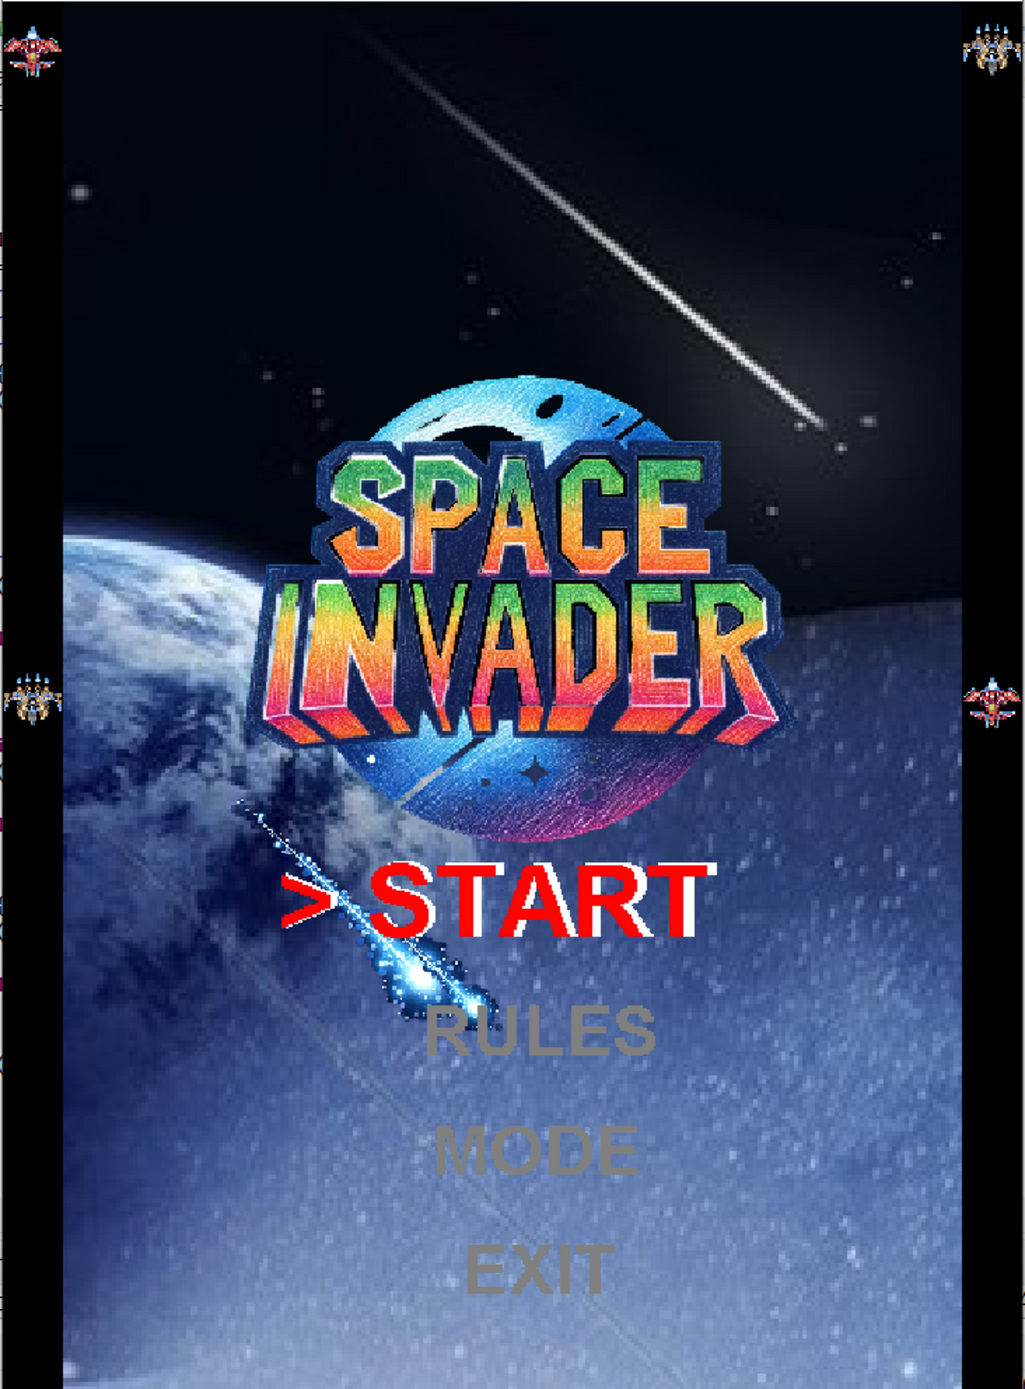 SPACE
INVADER
> START
RULES
MODE
EXIT